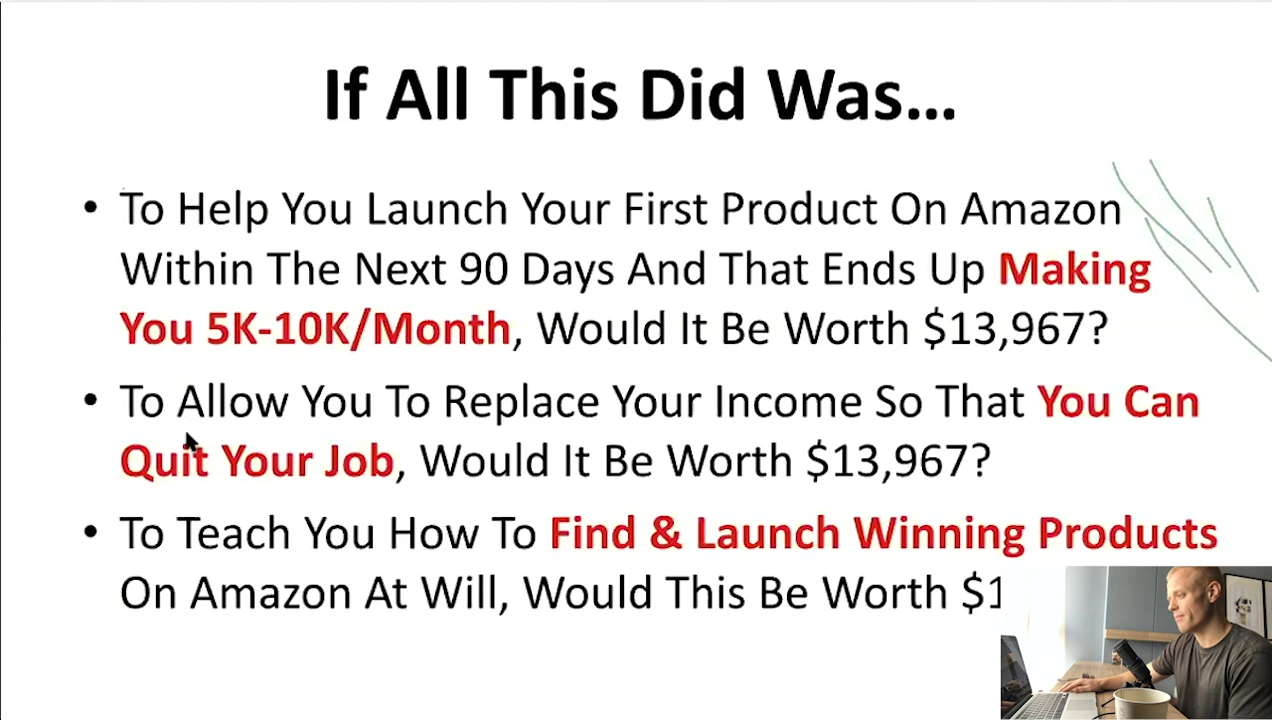 If All This Did Was...
• To Help You Launch Your First Product On Amazon
Within The Next 90 Days And That Ends Up Making
You 5K-10K/Month, Would It Be Worth $13,967?
• To Allow You To Replace Your Income So That You Can
Quit Your Job, Would It Be Worth $13,967?
• To Teach You How To Find & Launch Winning Products
On Amazon At Will, Would This Be Worth $1